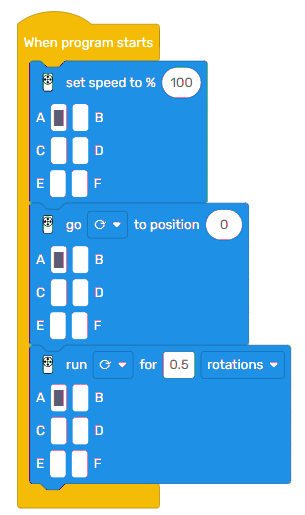 When program starts
set speed to % 100
A B
C D
E F
go to position 0
A B
C D
E F
run for 0.5 rotations
A B
C D
E F